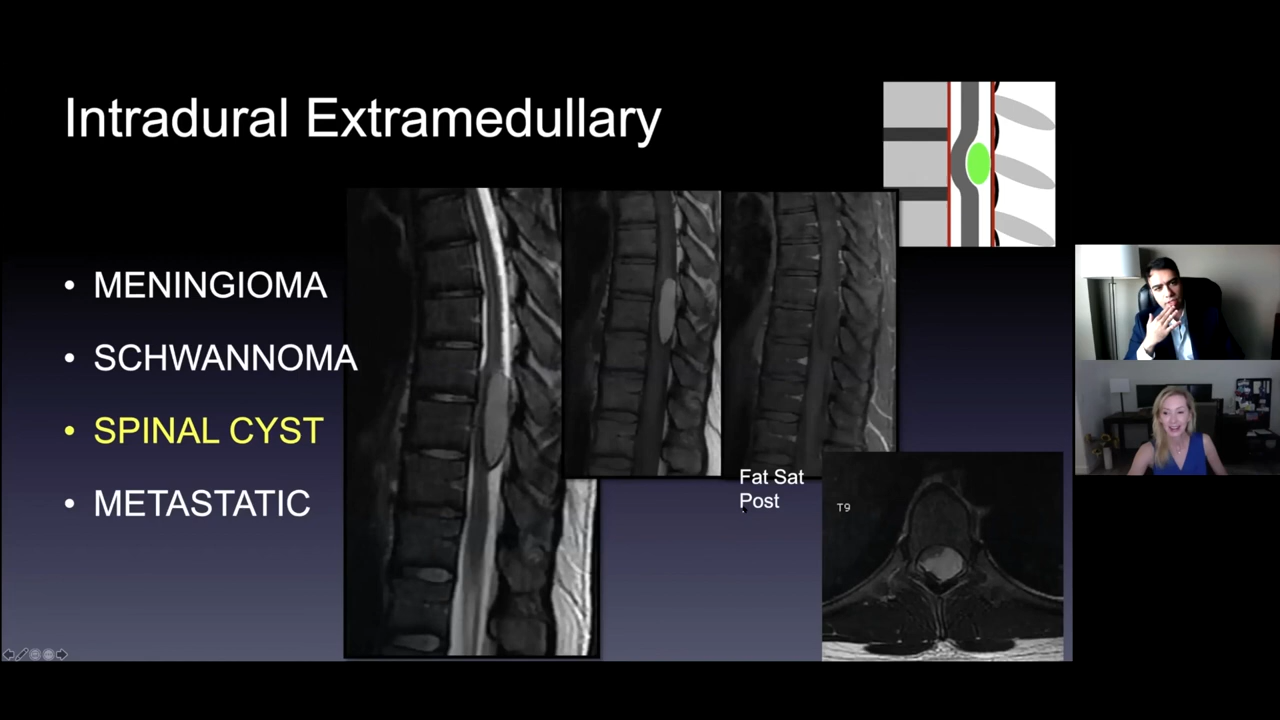 Intradural Extramedullary
• MENINGIOMA
• SCHWANNOMA
• SPINAL CYST
• METASTATIC
Fat Sat
Post
T9